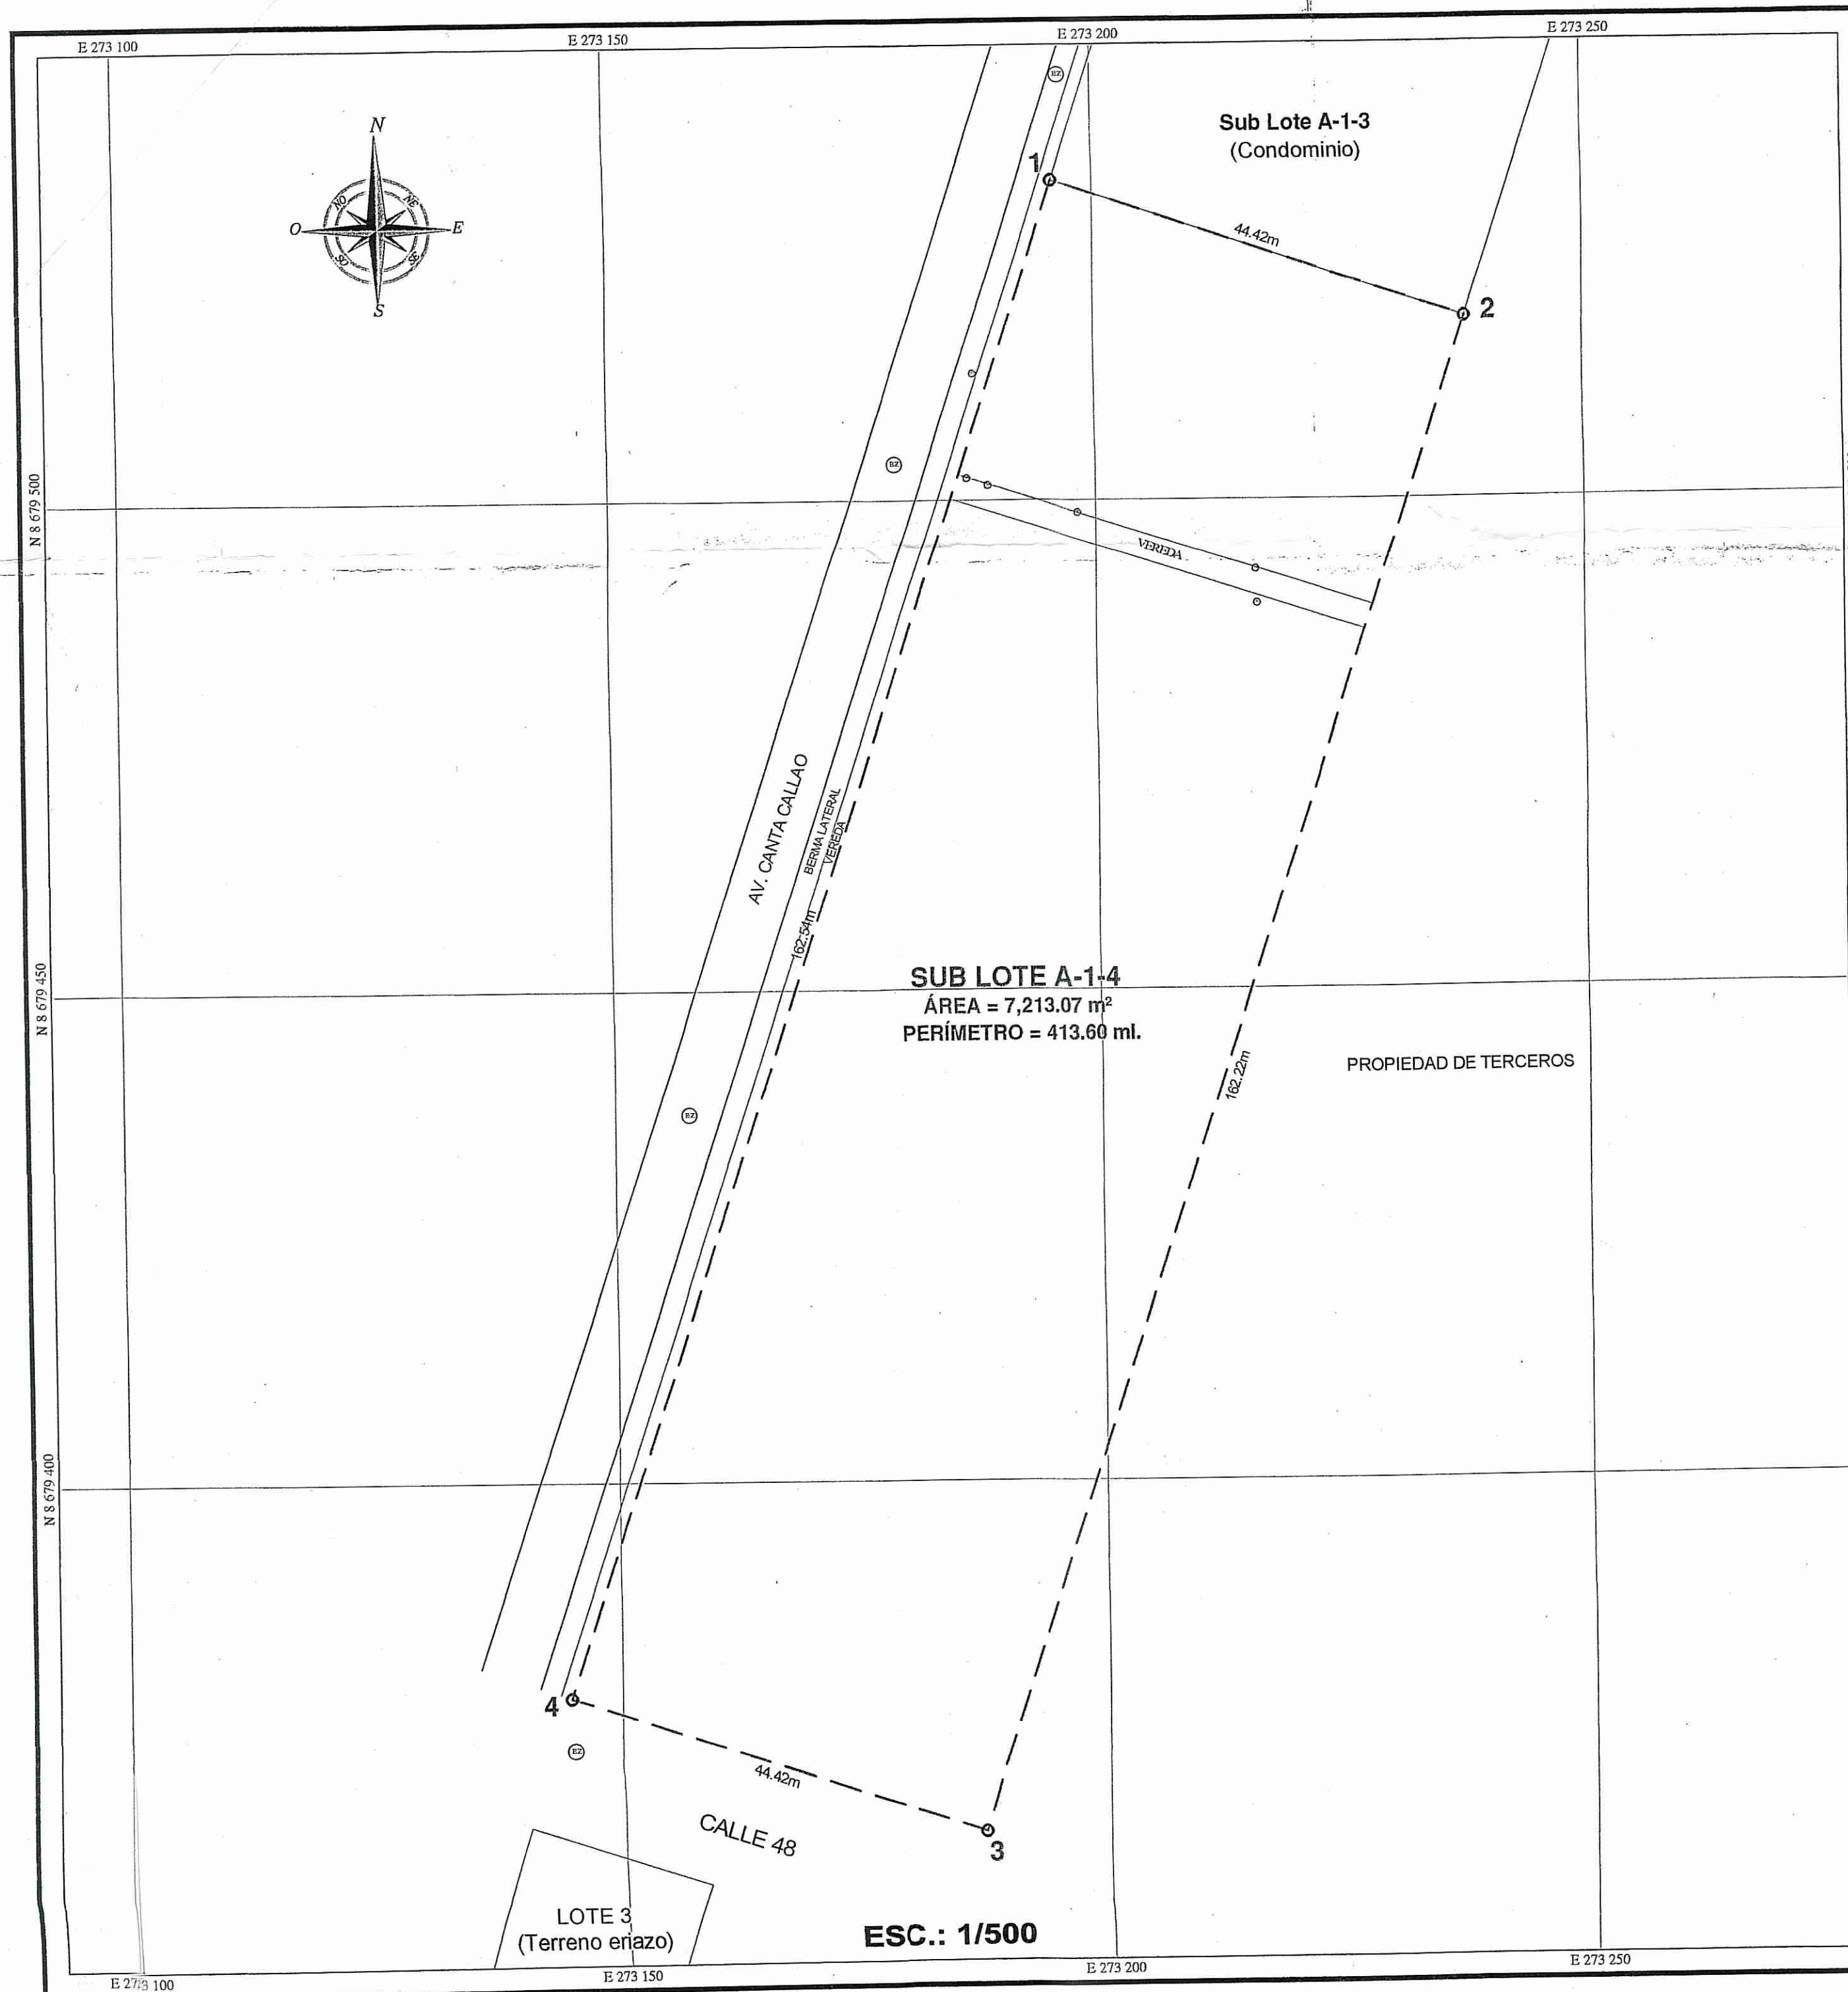 E 273 100
E 273 150
E 273 200
E 273 250
BZ
N
NO
NE
O
E
SO
SE
S
Sub Lote A-1-3
(Condominio)
1
44.42m
2
BZ
N 8 679 500
VEREDA
AV. CANTA CALLAO
BERMA LATERAL
VEREDA
162.54m
N 8 679 450
SUB LOTE A-1-4
ÁREA = 7,213.07 m²
PERÍMETRO = 413.60 ml.
162.22m
PROPIEDAD DE TERCEROS
BZ
N 8 679 400
4
BZ
44.42m
3
CALLE 48
LOTE 3
(Terreno eriazo)
ESC.: 1/500
E 273 100
E 273 150
E 273 200
E 273 250